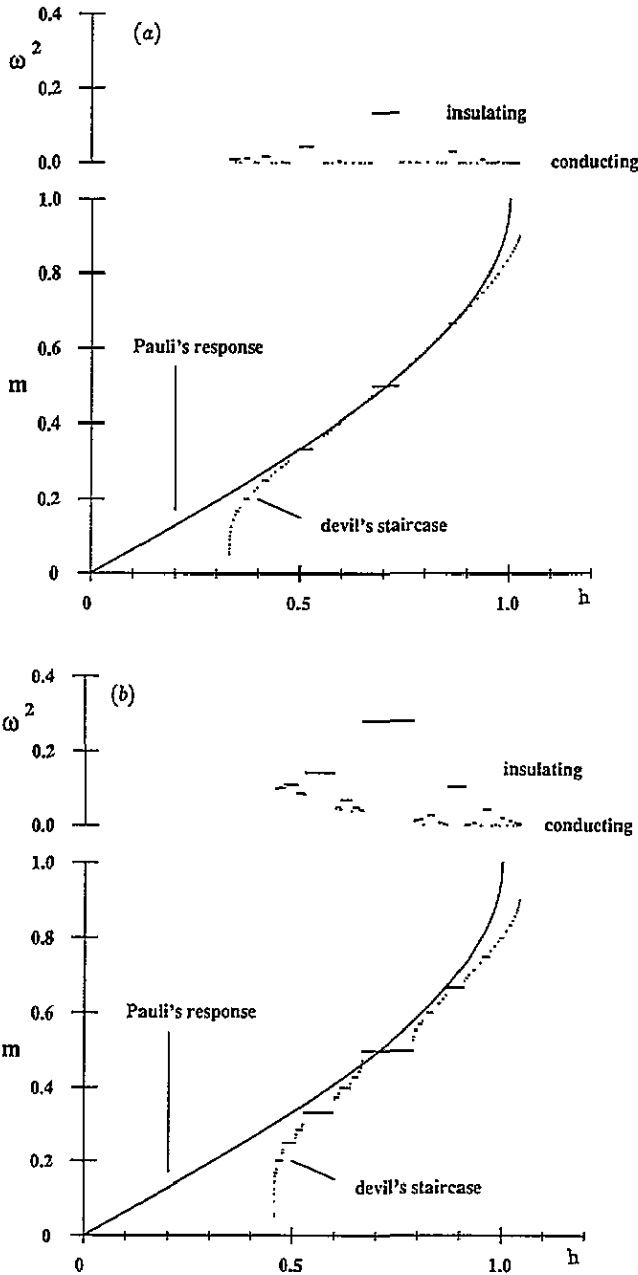 (a)
0.4
ω²
0.2
insulating
0.0
conducting
1.0
0.8
Pauli's response
0.6
m
0.4
0.2
devil's staircase
0
0 0.5 1.0 h
0.4
(b)
ω²
0.2
insulating
0.0
conducting
1.0
0.8
Pauli's response
0.6
m
0.4
0.2
devil's staircase
0
0 0.5 1.0 h